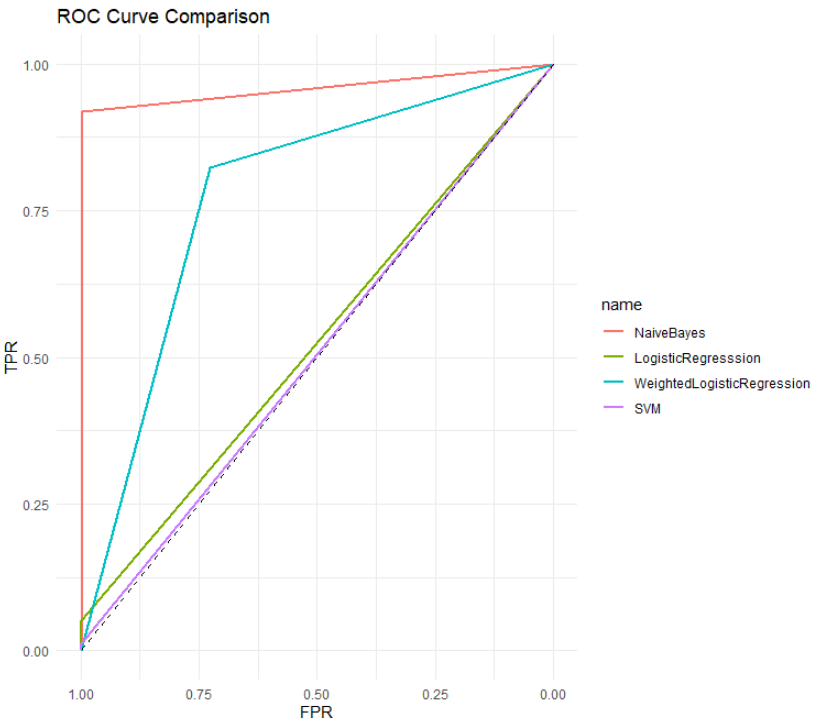 ROC Curve Comparison
1.00
0.75
0.50
0.25
0.00
TPR
1.00 0.75 0.50 0.25 0.00
FPR
name
NaiveBayes
LogisticRegresssion
WeightedLogisticRegression
SVM